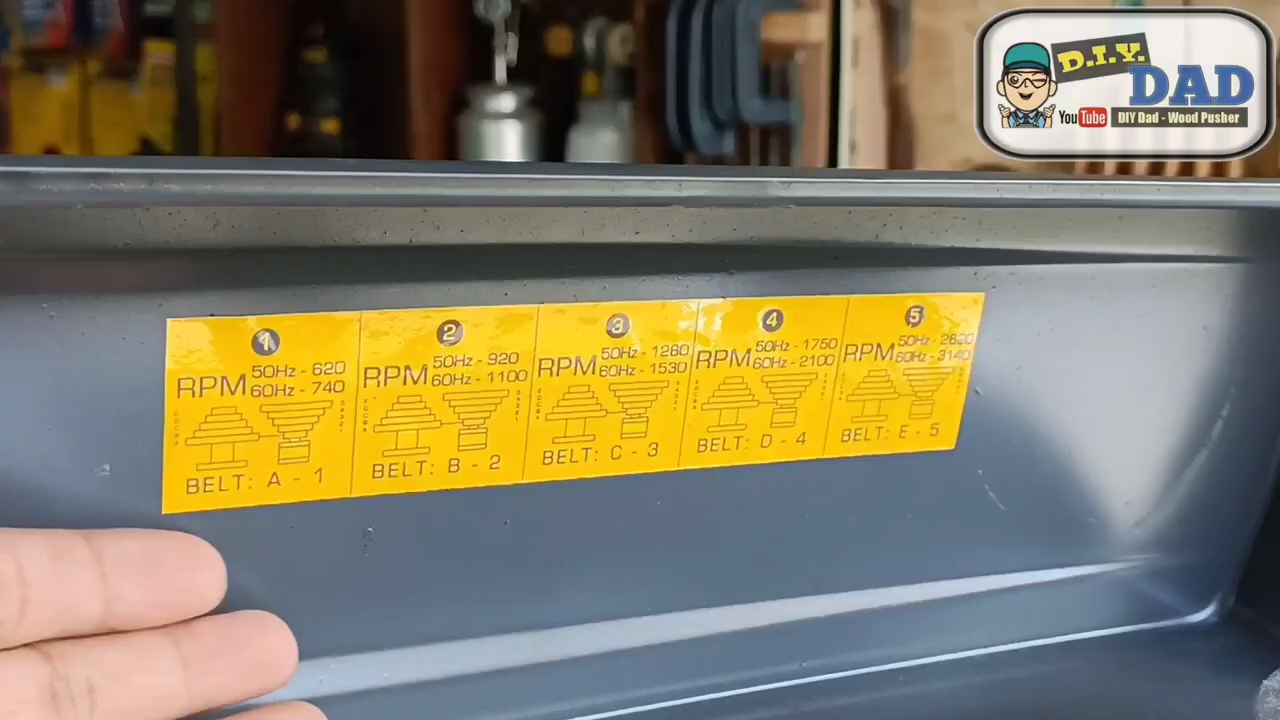 D.I.Y.
DAD
YouTube
DIY Dad - Wood Pusher
1
RPM 50Hz - 620
60Hz - 740
BELT: A - 1
2
RPM 50Hz - 920
60Hz - 1100
BELT: B - 2
3
RPM 50Hz - 1260
60Hz - 1530
BELT: C - 3
4
RPM 50Hz - 1750
60Hz - 2100
BELT: D - 4
5
RPM 50Hz - 2620
60Hz - 3140
BELT: E - 5